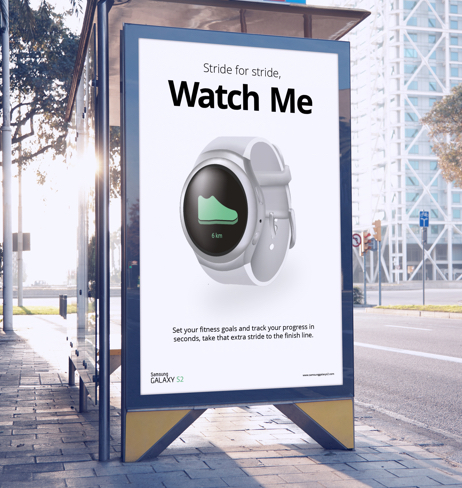 Stride for stride,
Watch Me
6 km
Set your fitness goals and track your progress in
seconds, take that extra stride to the finish line.
Samsung
GALAXY S2